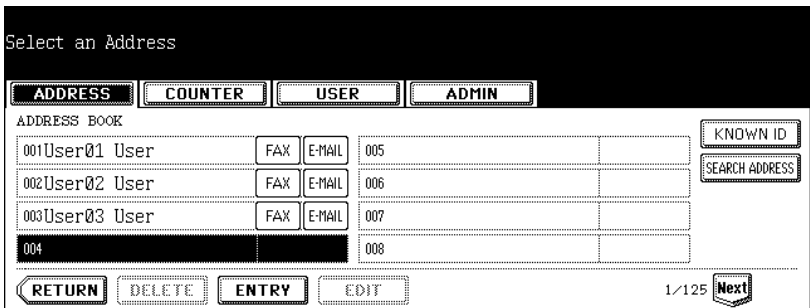 Select an Address
ADDRESS COUNTER USER ADMIN
ADDRESS BOOK
KNOWN ID
001User01 User FAX E-MAIL 005
SEARCH ADDRESS
002User02 User FAX E-MAIL 006
003User03 User FAX E-MAIL 007
004 008
RETURN DELETE ENTRY EDIT 1/125 Next